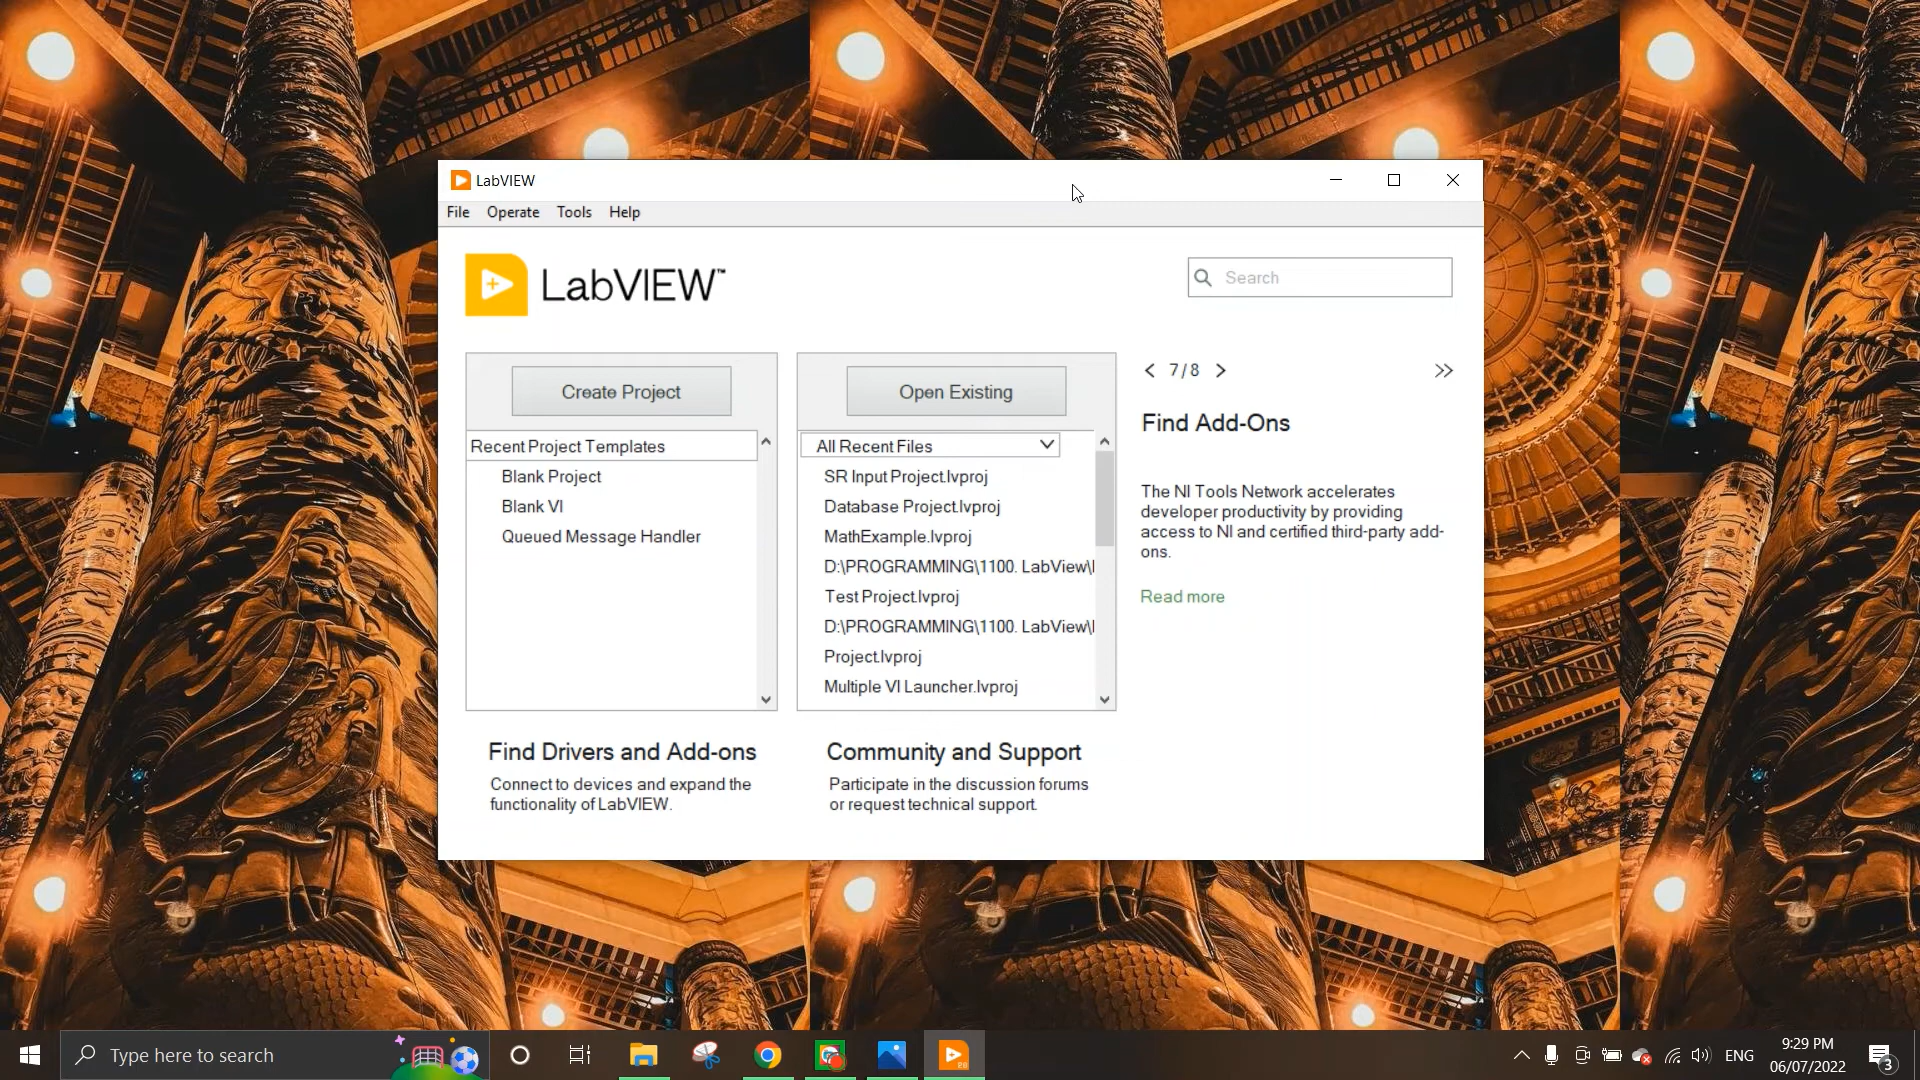 LabVIEW
File Operate Tools Help
LabVIEW™
Search
Create Project
Recent Project Templates
Blank Project
Blank VI
Queued Message Handler
Open Existing
All Recent Files
SR Input Project.lvproj
Database Project.lvproj
MathExample.lvproj
D:\PROGRAMMING\1100. LabView\
Test Project.lvproj
D:\PROGRAMMING\1100. LabView\
Project.lvproj
Multiple VI Launcher.lvproj
7/8
Find Add-Ons
The NI Tools Network accelerates
developer productivity by providing
access to NI and certified third-party add-
ons.
Read more
Find Drivers and Add-ons
Connect to devices and expand the
functionality of LabVIEW.
Community and Support
Participate in the discussion forums
or request technical support.
Type here to search
ENG
9:29 PM
06/07/2022
3